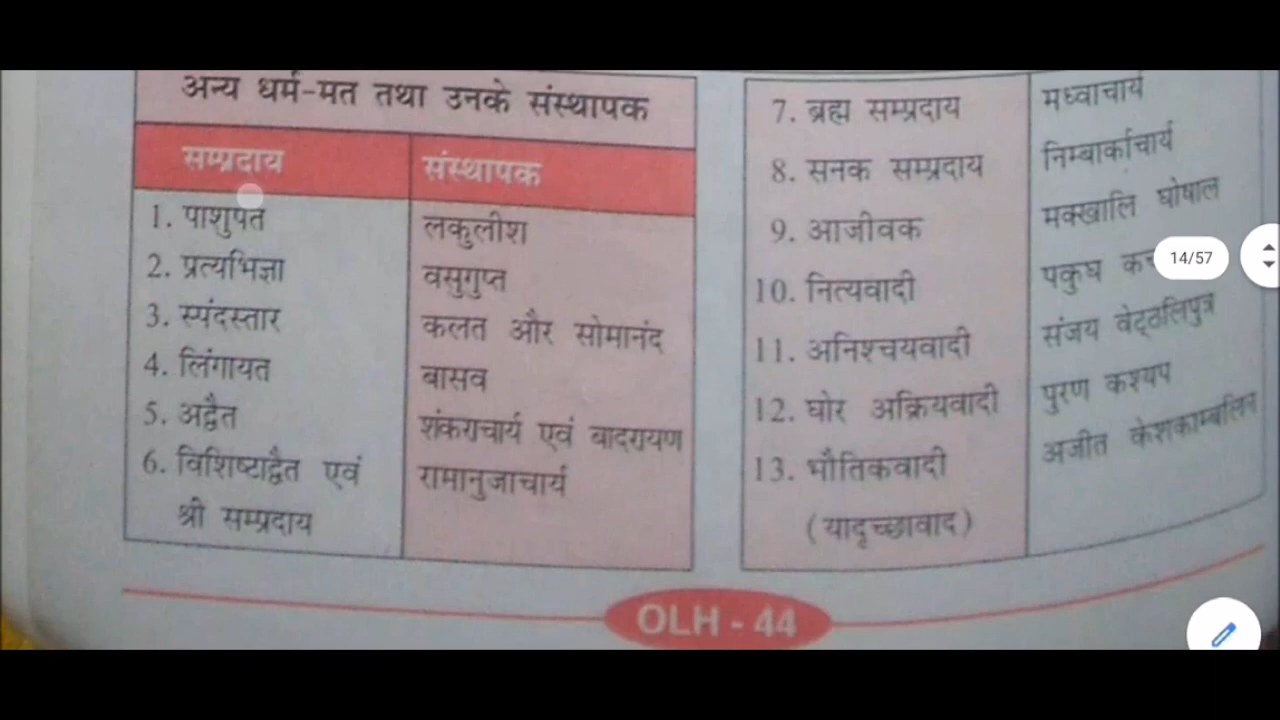 अन्य धर्म-मत तथा उनके संस्थापक
सम्प्रदाय संस्थापक
1. पाशुपत लकुलीश
2. प्रत्यभिज्ञा वसुगुप्त
3. स्पंदस्तार कलत और सोमानंद
4. लिंगायत बासव
5. अद्वैत शंकराचार्य एवं बादरायण
6. विशिष्टाद्वैत एवं रामानुजाचार्य
श्री सम्प्रदाय
7. ब्रह्म सम्प्रदाय मध्वाचार्य
8. सनक सम्प्रदाय निम्बार्काचार्य
9. आजीवक मक्खालि घोषाल
10. नित्यवादी पकुघ
11. अनिश्चयवादी संजय वेट्ठलिपुत्र
12. घोर अक्रियवादी पुरण कश्यप
13. भौतिकवादी अजीत केशकाम्बलिन
(यादृच्छावाद)
14/57
OLH - 44